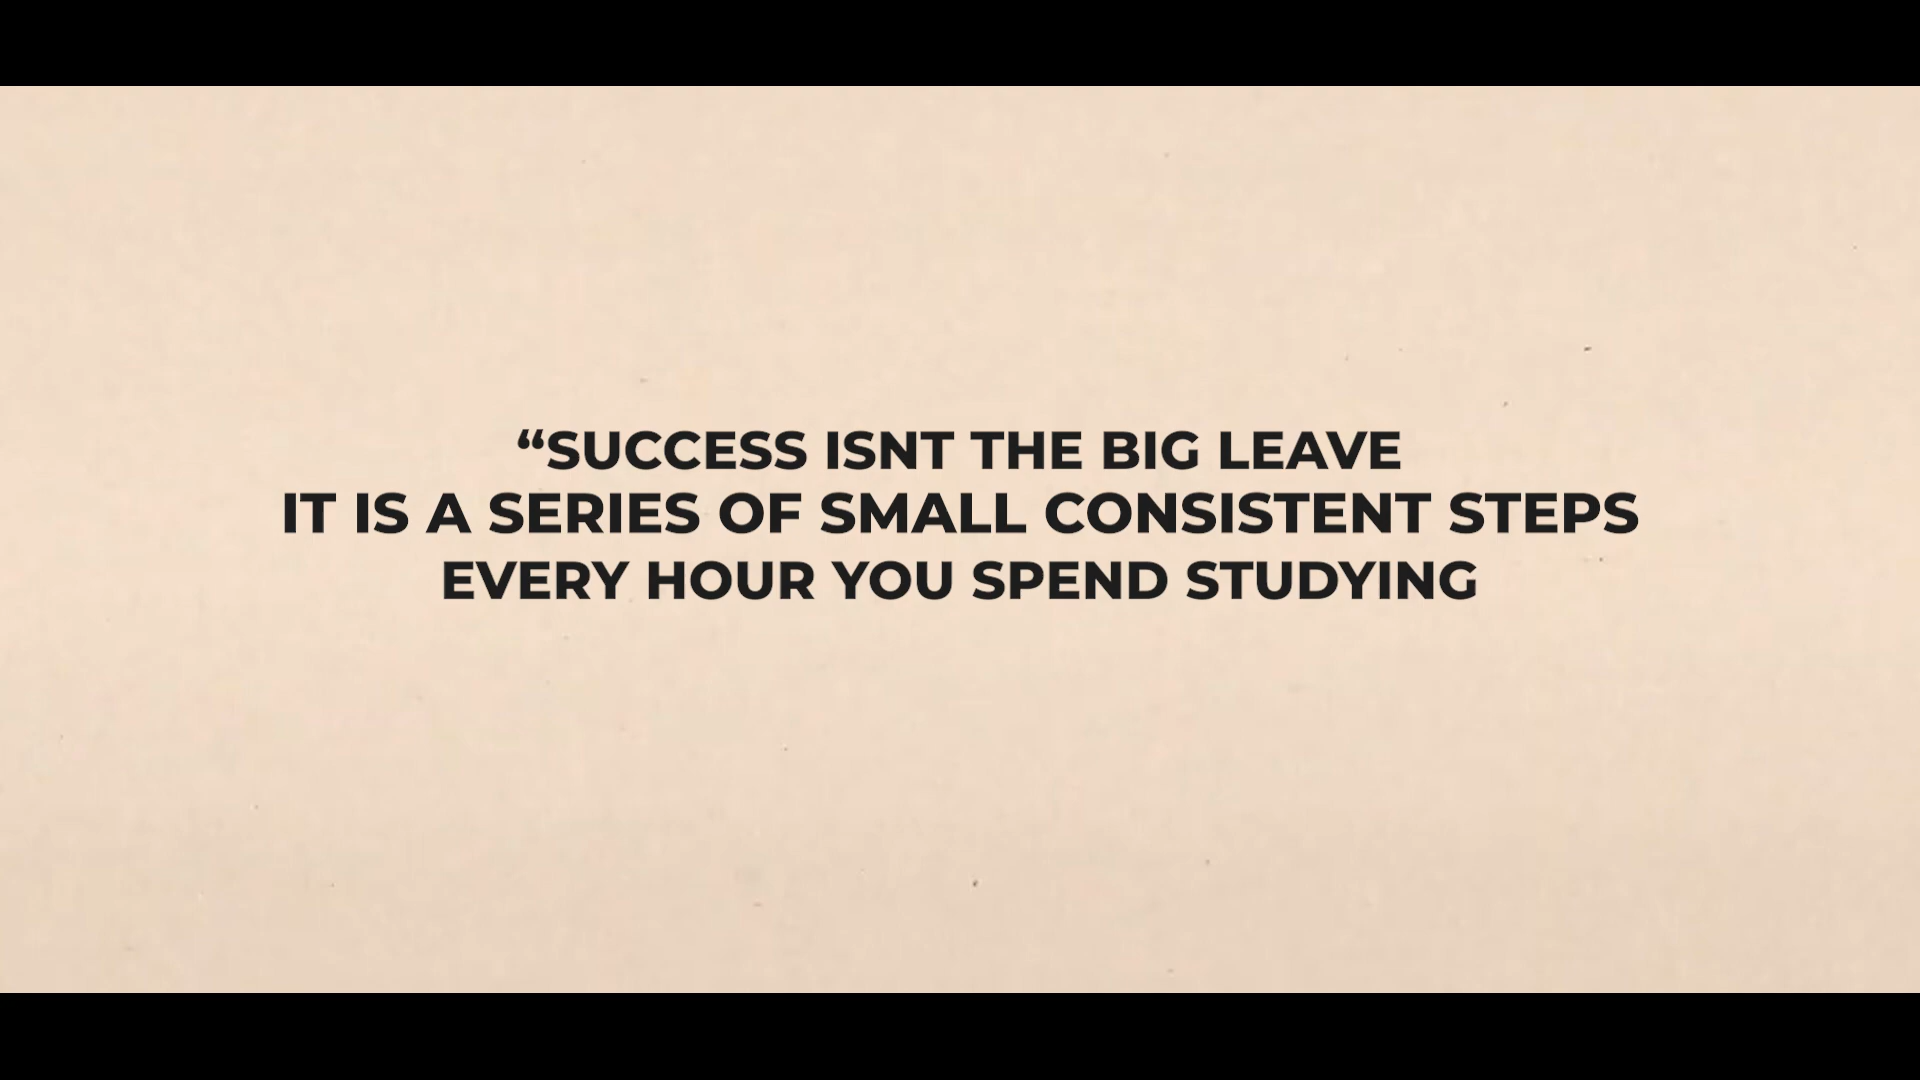 “SUCCESS ISNT THE BIG LEAVE
IT IS A SERIES OF SMALL CONSISTENT STEPS
EVERY HOUR YOU SPEND STUDYING